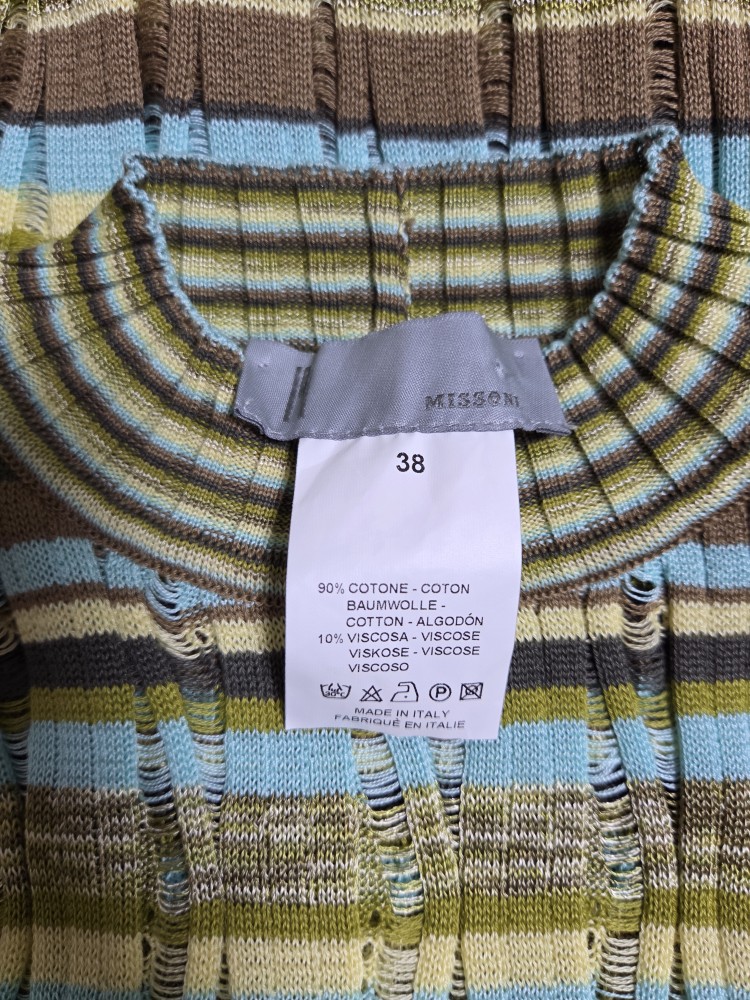 MISSONI
38
90% COTONE - COTON
BAUMWOLLE -
COTTON - ALGODÓN
10% VISCOSA - VISCOSE
VISKOSE - VISCOSE
VISCOSO
30°C
P
MADE IN ITALY
FABRIQUÉ EN ITALIE